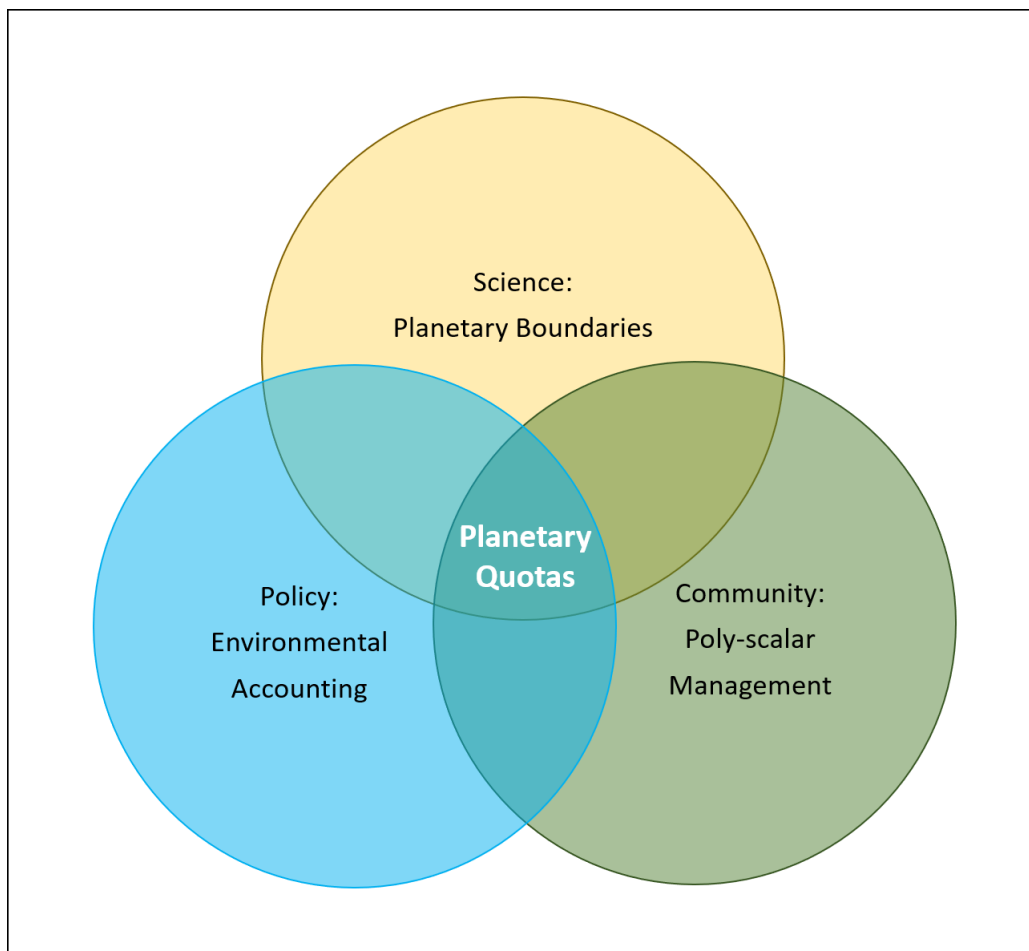 Science:
Planetary Boundaries
Planetary
Quotas
Policy:
Environmental
Accounting
Community:
Poly-scalar
Management